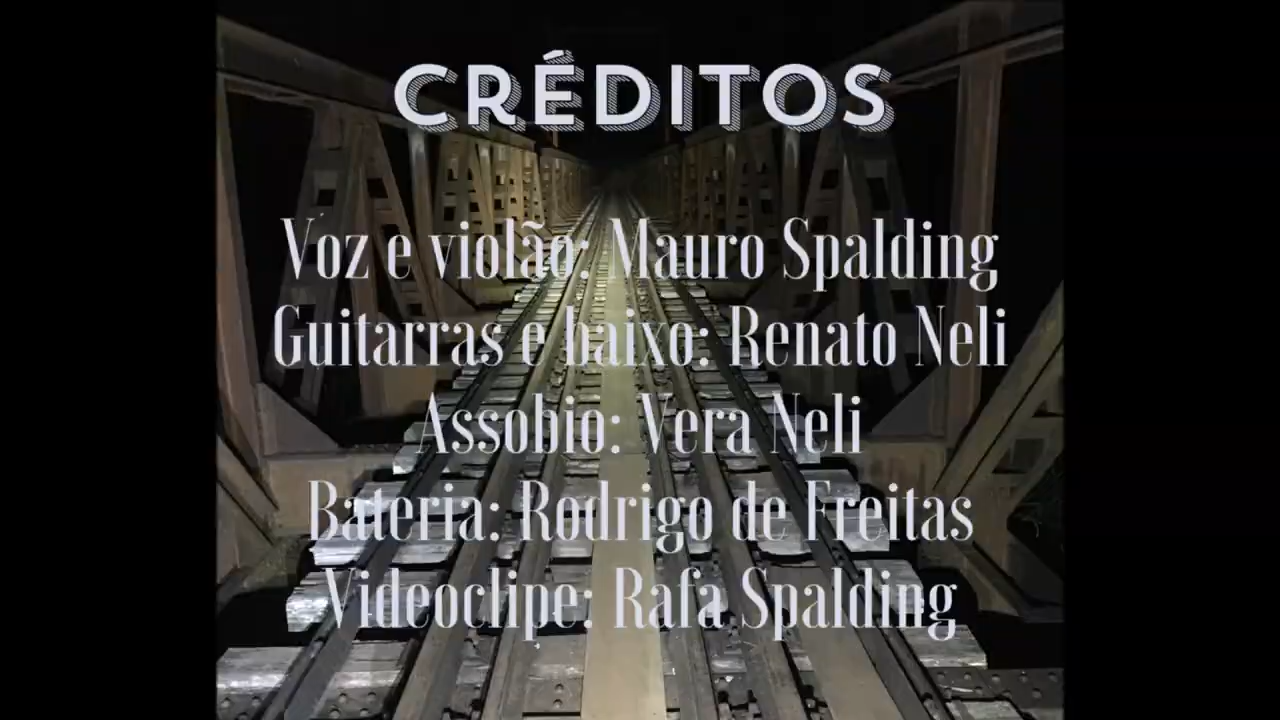 CRÉDITOS
Voz e violão: Mauro Spalding
Guitarras e baixo: Renato Neli
Assobio: Vera Neli
Bateria: Rodrigo de Freitas
Videoclipe: Rafa Spalding